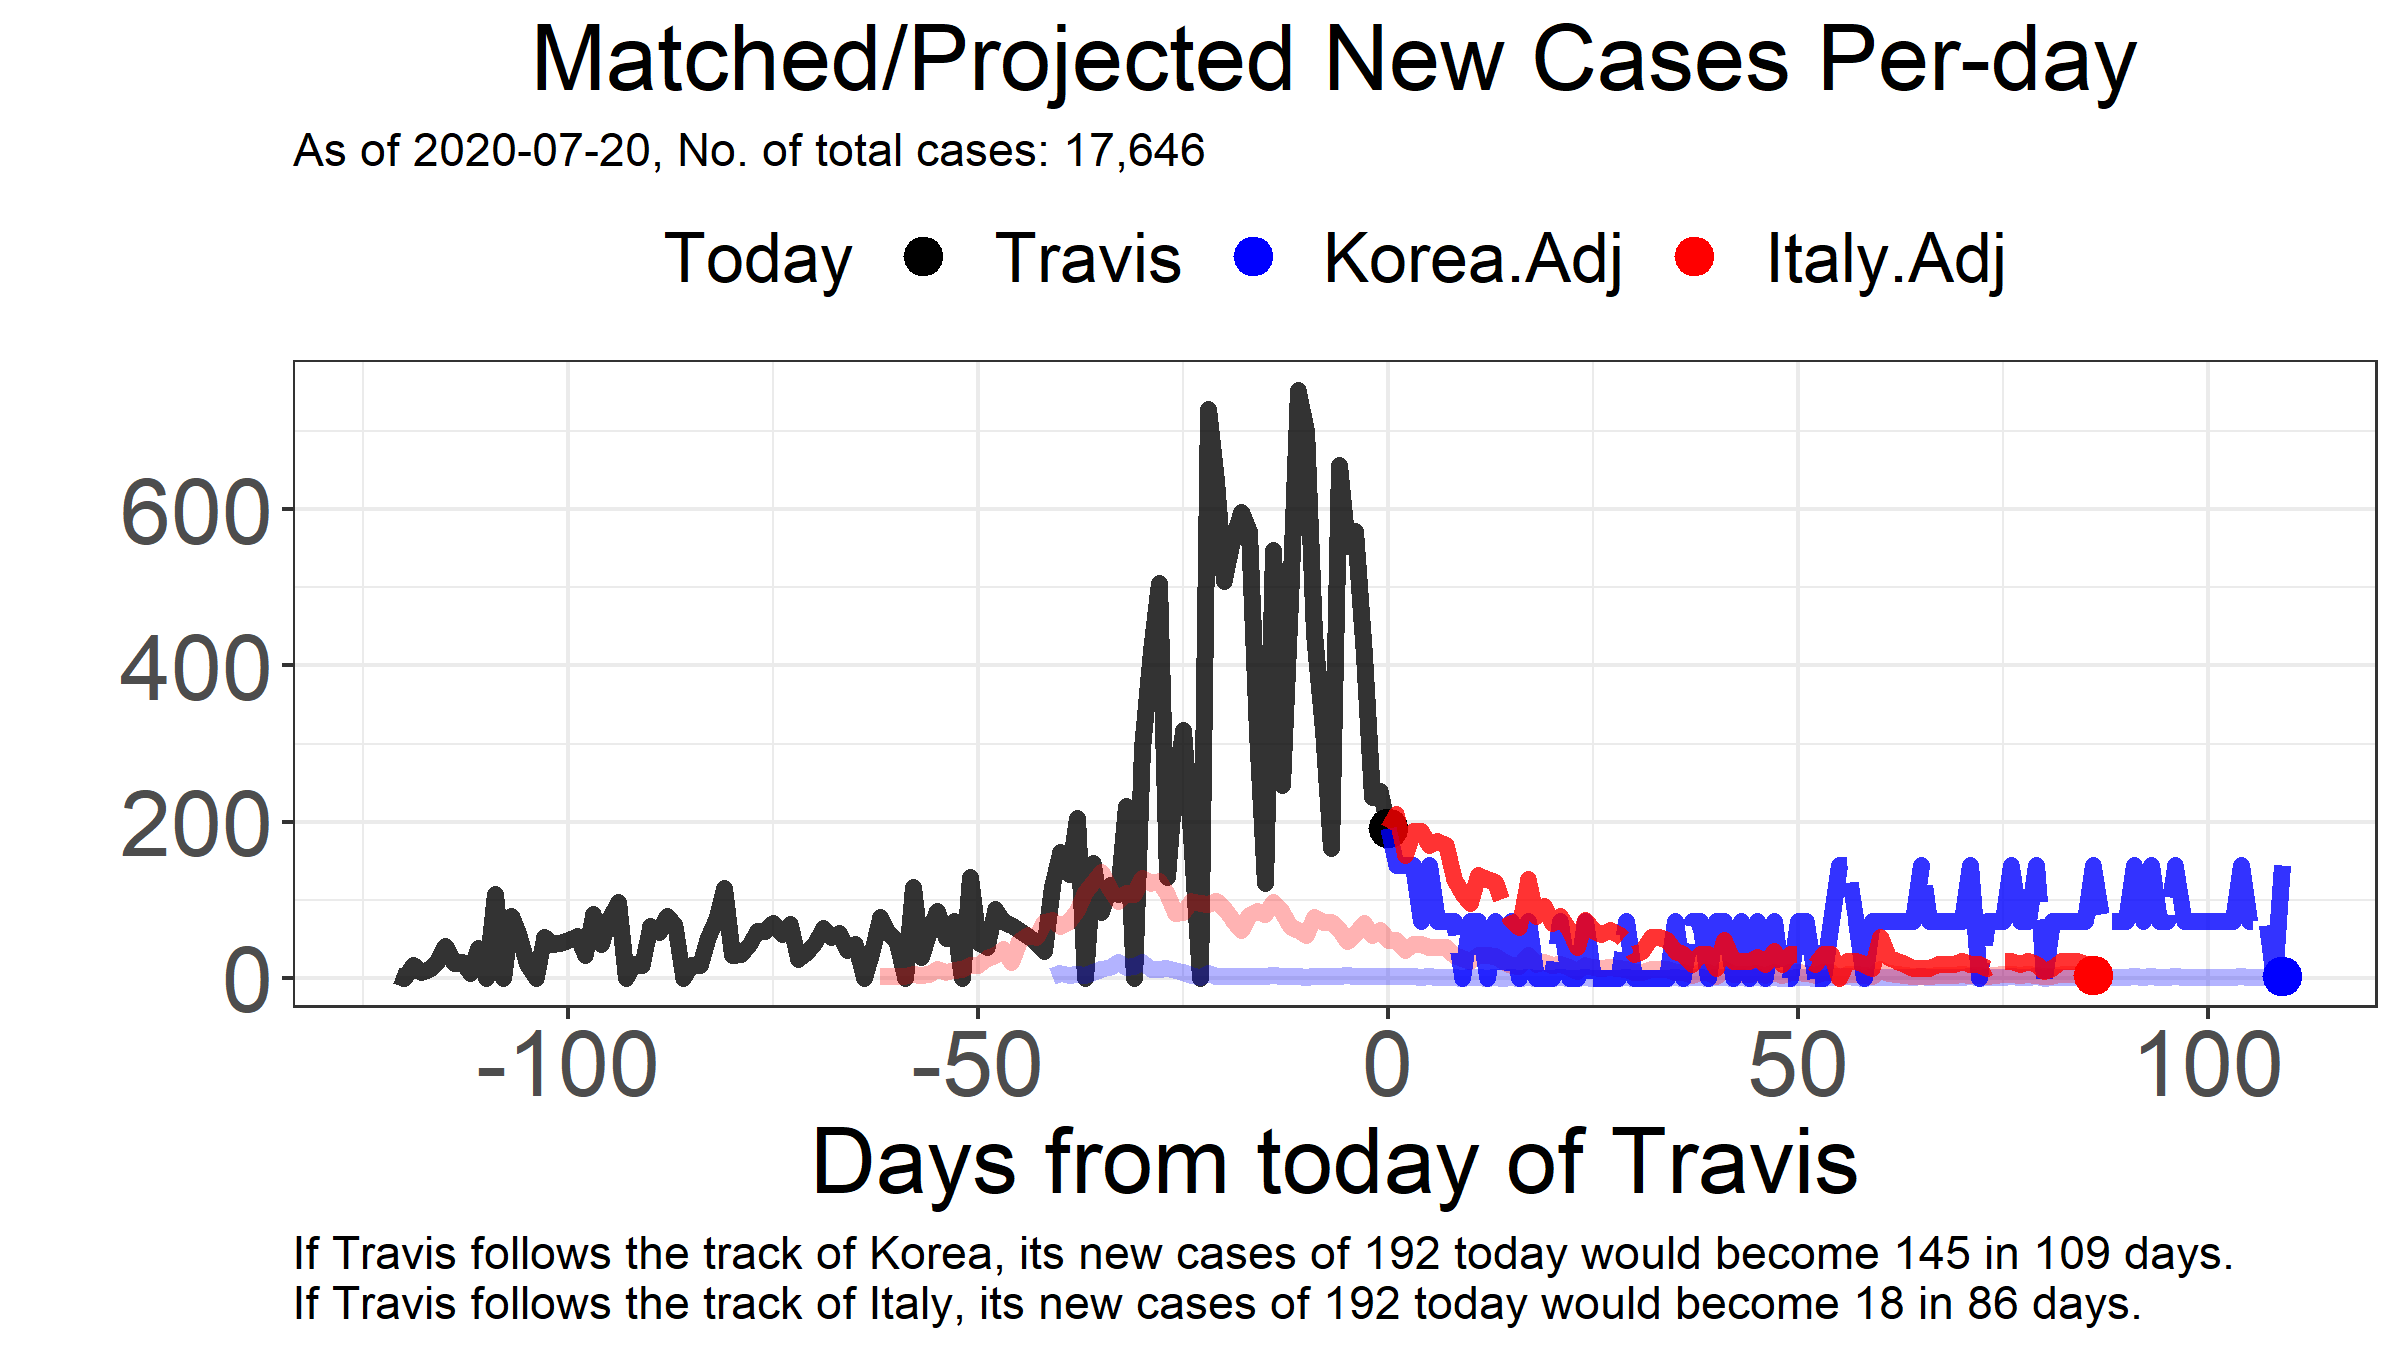 Matched/Projected New Cases Per-day
As of 2020-07-20, No. of total cases: 17,646
Today Travis Korea.Adj Italy.Adj
600
400
200
0
-100 -50 0 50 100
Days from today of Travis
If Travis follows the track of Korea, its new cases of 192 today would become 145 in 109 days.
If Travis follows the track of Italy, its new cases of 192 today would become 18 in 86 days.